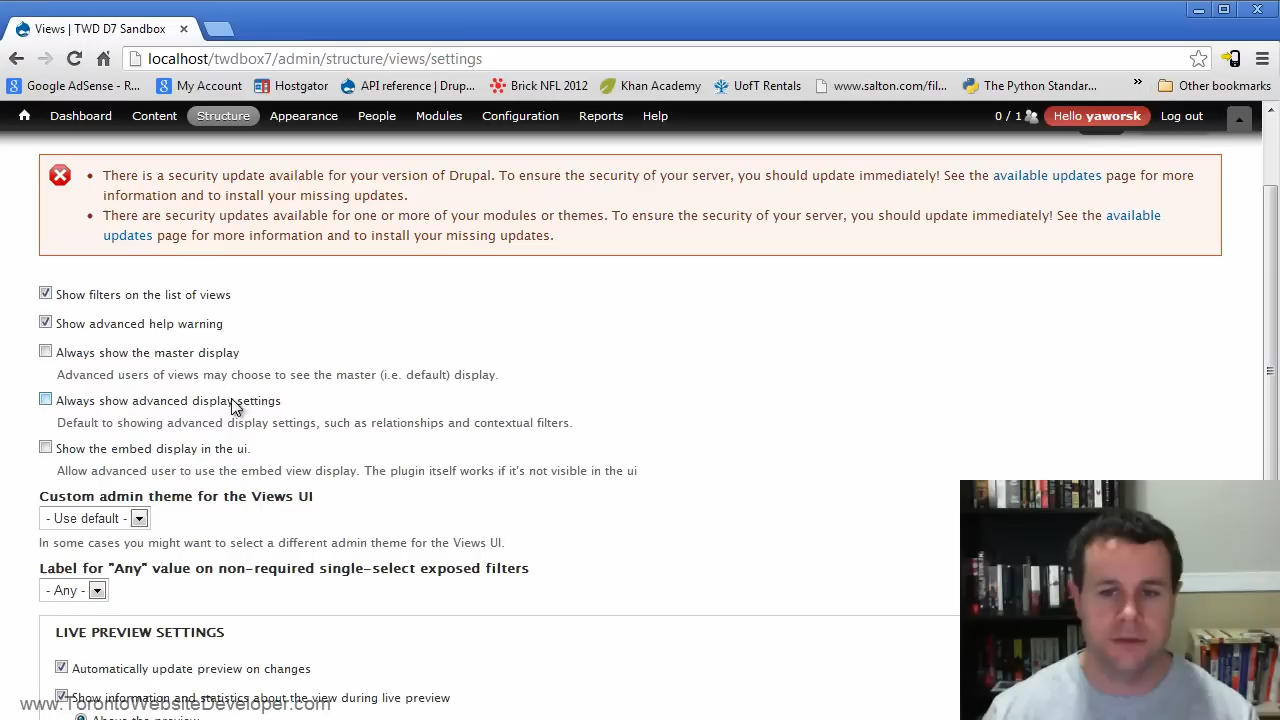 Views | TWD D7 Sandbox
localhost/twdbox7/admin/structure/views/settings
Google AdSense - R... My Account Hostgator API reference | Drup... Brick NFL 2012 Khan Academy UofT Rentals www.salton.com/fil... The Python Standar... » Other bookmarks
Dashboard Content Structure Appearance People Modules Configuration Reports Help 0 / 1 Hello yaworsk Log out
There is a security update available for your version of Drupal. To ensure the security of your server, you should update immediately! See the available updates page for more
information and to install your missing updates.
There are security updates available for one or more of your modules or themes. To ensure the security of your server, you should update immediately! See the available
updates page for more information and to install your missing updates.
Show filters on the list of views
Show advanced help warning
Always show the master display
Advanced users of views may choose to see the master (i.e. default) display.
Always show advanced display settings
Default to showing advanced display settings, such as relationships and contextual filters.
Show the embed display in the ui.
Allow advanced user to use the embed view display. The plugin itself works if it's not visible in the ui
Custom admin theme for the Views UI
- Use default -
In some cases you might want to select a different admin theme for the Views UI.
Label for "Any" value on non-required single-select exposed filters
- Any -
LIVE PREVIEW SETTINGS
Automatically update preview on changes
Show information and statistics about the view during live preview
www.TorontoWebsiteDeveloper.com
Above the preview